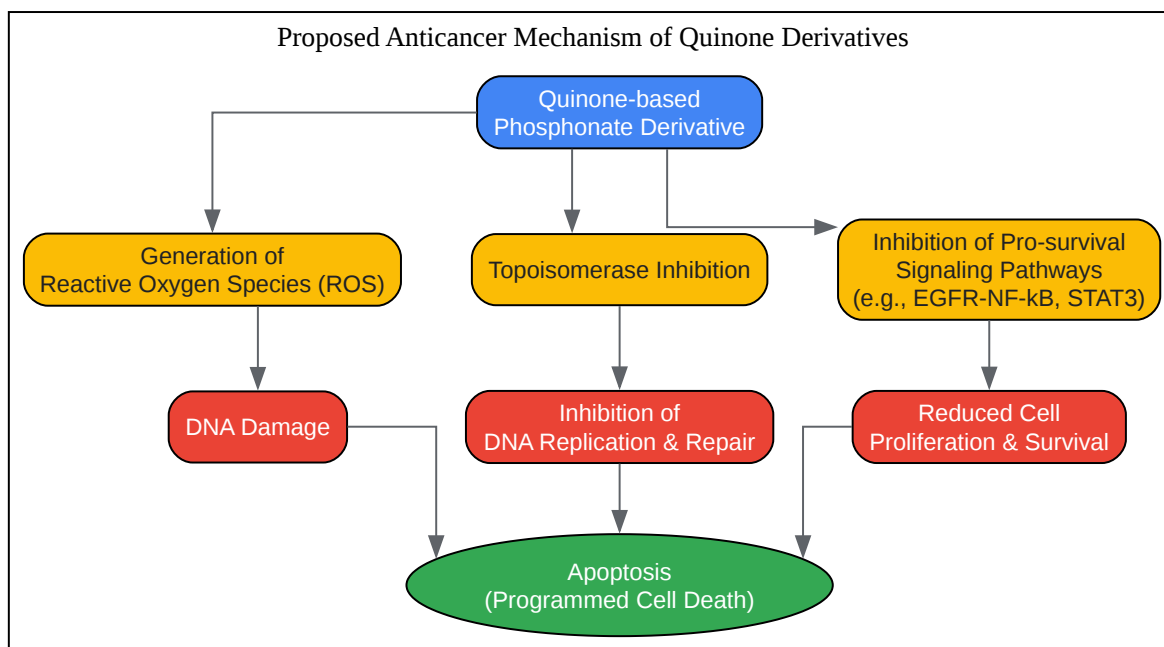 Proposed Anticancer Mechanism of Quinone Derivatives
Quinone-based
Phosphonate Derivative
Generation of
Reactive Oxygen Species (ROS)
Topoisomerase Inhibition
Inhibition of Pro-survival
Signaling Pathways
(e.g., EGFR-NF-kB, STAT3)
DNA Damage
Inhibition of
DNA Replication & Repair
Reduced Cell
Proliferation & Survival
Apoptosis
(Programmed Cell Death)